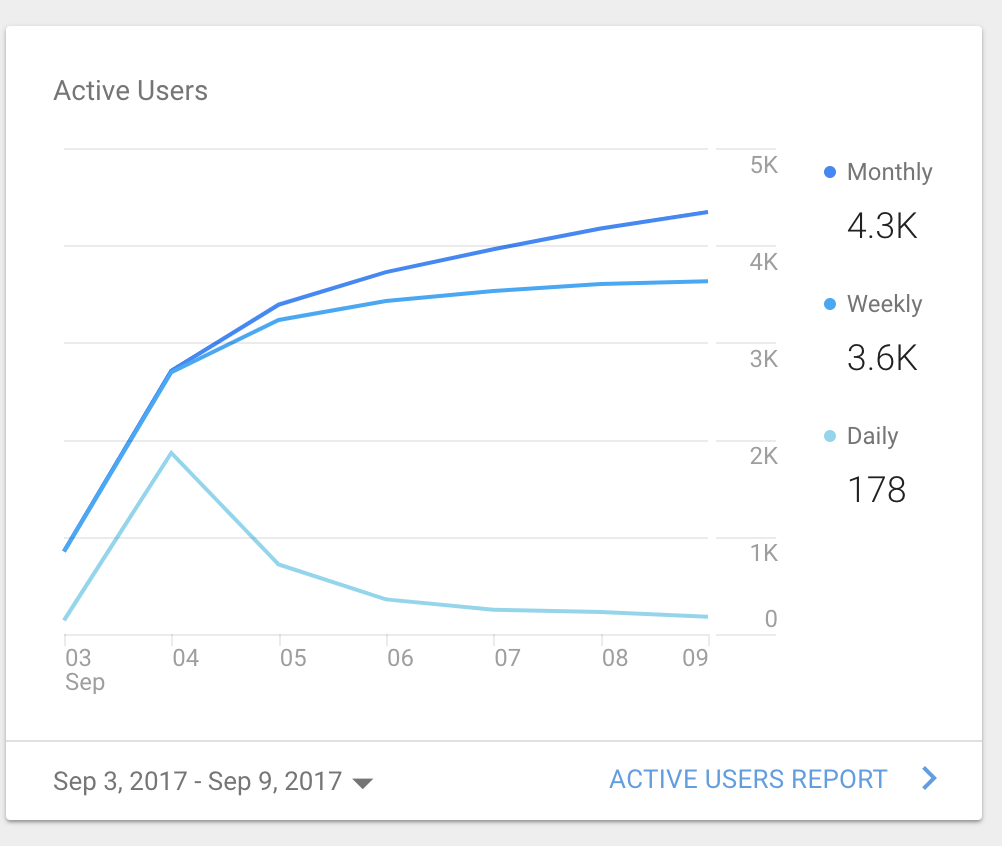 Active Users
5K
4K
3K
2K
1K
0
03 04 05 06 07 08 09
Sep
Monthly
4.3K
Weekly
3.6K
Daily
178
Sep 3, 2017 - Sep 9, 2017
ACTIVE USERS REPORT